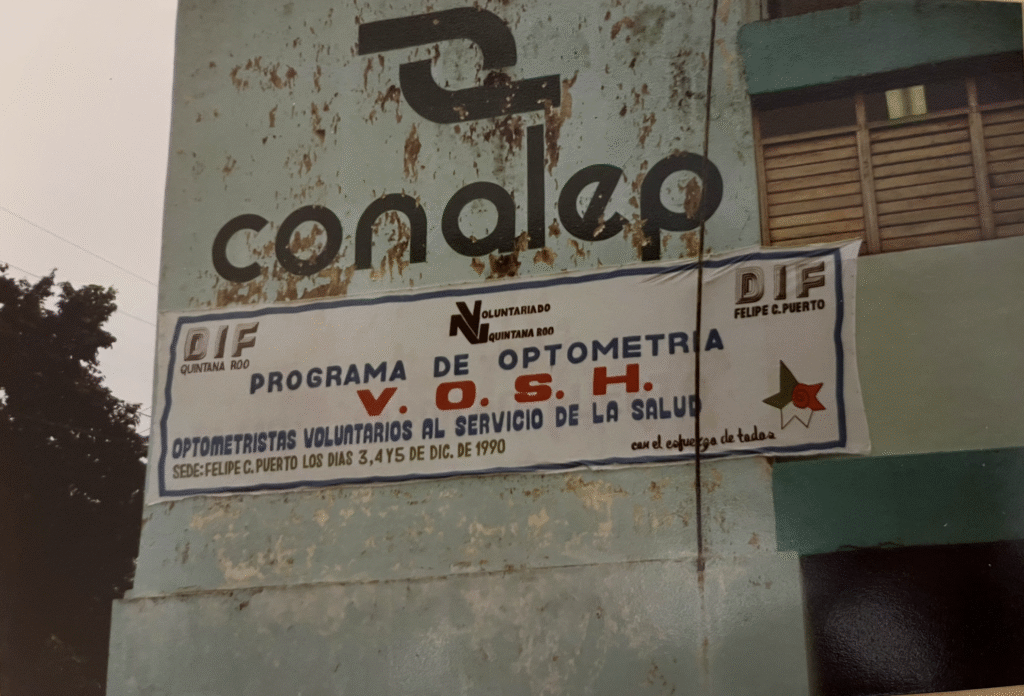 conalep
DIF
QUINTANA ROO
VOLUNTARIADO
QUINTANA ROO
DIF
FELIPE C. PUERTO
PROGRAMA DE OPTOMETRIA
V. O. S. H.
OPTOMETRISTAS VOLUNTARIOS AL SERVICIO DE LA SALUD
SEDE: FELIPE C. PUERTO LOS DIAS 3, 4 Y 5 DE DIC. DE 1990
con el esfuerzo de todos